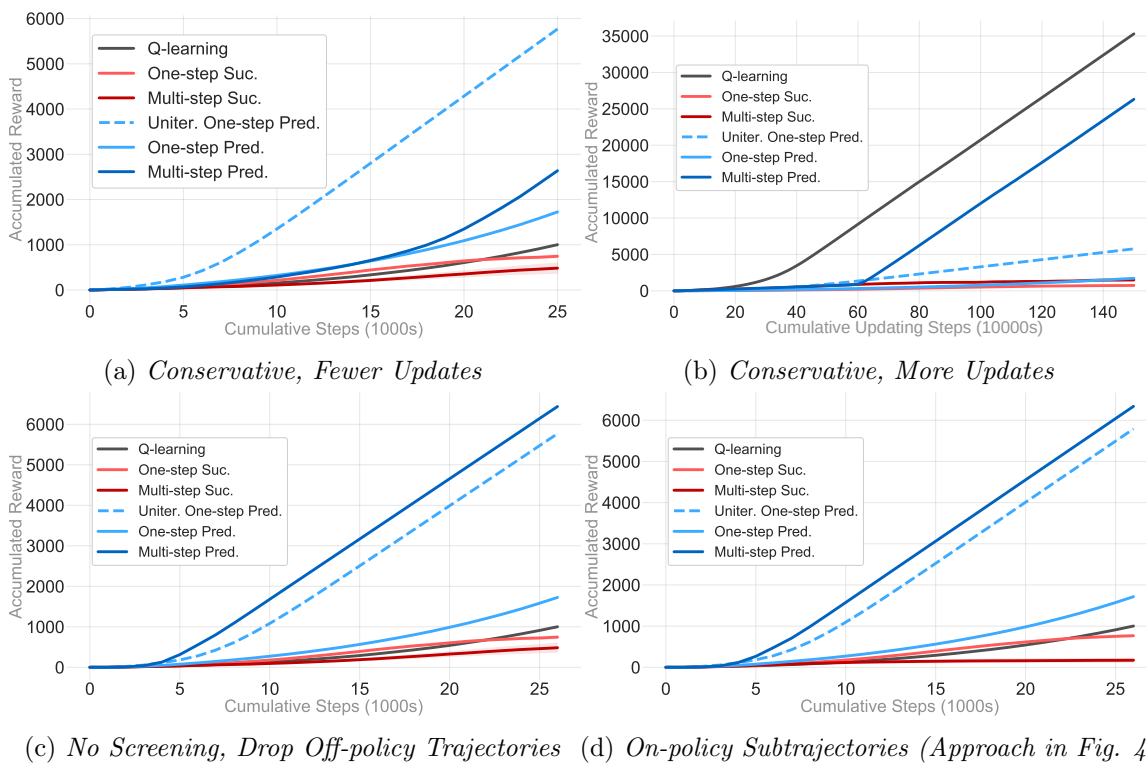 6000
5000
4000
3000
2000
1000
0
Accumulated Reward
Q-learning
One-step Suc.
Multi-step Suc.
Uniter. One-step Pred.
One-step Pred.
Multi-step Pred.
0 5 10 15 20 25
Cumulative Steps (1000s)
(a) Conservative, Fewer Updates
35000
30000
25000
20000
15000
10000
5000
0
Accumulated Reward
Q-learning
One-step Suc.
Multi-step Suc.
Uniter. One-step Pred.
One-step Pred.
Multi-step Pred.
0 20 40 60 80 100 120 140
Cumulative Updating Steps (10000s)
(b) Conservative, More Updates
6000
5000
4000
3000
2000
1000
0
Accumulated Reward
Q-learning
One-step Suc.
Multi-step Suc.
Uniter. One-step Pred.
One-step Pred.
Multi-step Pred.
0 5 10 15 20 25
Cumulative Steps (1000s)
(c) No Screening, Drop Off-policy Trajectories
6000
5000
4000
3000
2000
1000
0
Accumulated Reward
Q-learning
One-step Suc.
Multi-step Suc.
Uniter. One-step Pred.
One-step Pred.
Multi-step Pred.
0 5 10 15 20 25
Cumulative Steps (1000s)
(d) On-policy Subtrajectories (Approach in Fig. 4